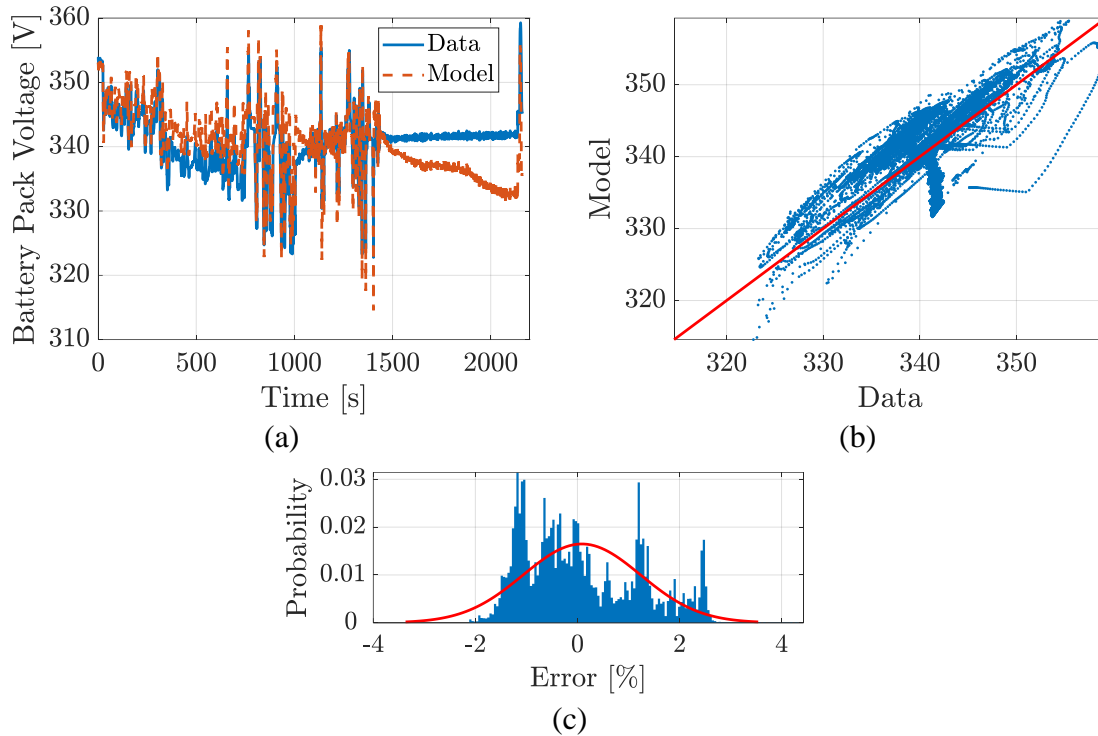 360
350
340
330
320
310
Battery Pack Voltage [V]
Data
Model
0 500 1000 1500 2000
Time [s]
(a)
350
340
330
320
Model
320 330 340 350
Data
(b)
0.03
0.02
0.01
0
Probability
-4 -2 0 2 4
Error [%]
(c)